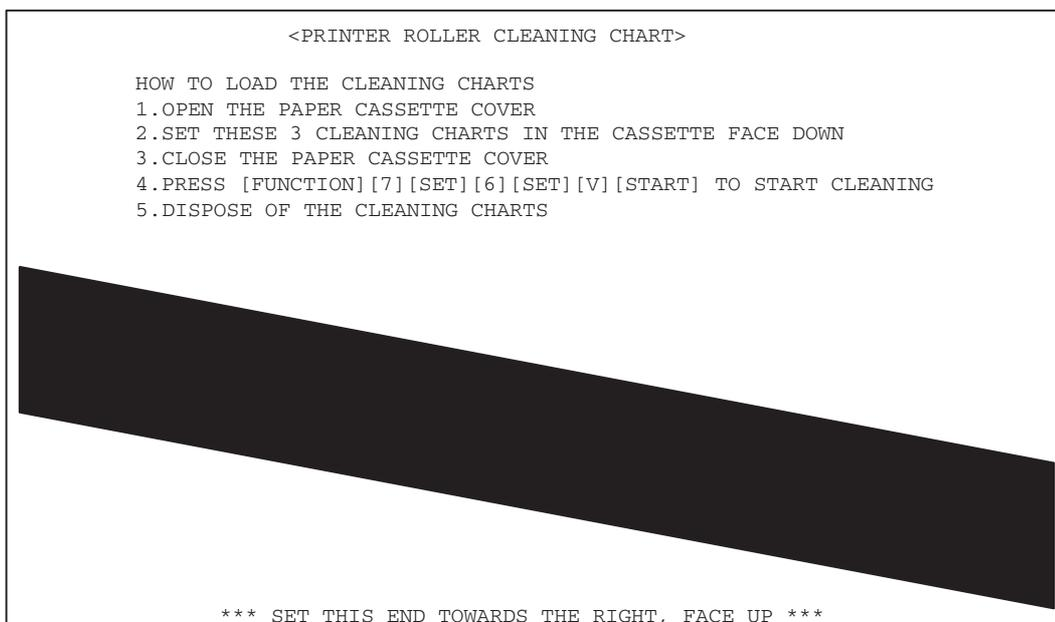 <PRINTER ROLLER CLEANING CHART>
HOW TO LOAD THE CLEANING CHARTS
1.OPEN THE PAPER CASSETTE COVER
2.SET THESE 3 CLEANING CHARTS IN THE CASSETTE FACE DOWN
3.CLOSE THE PAPER CASSETTE COVER
4.PRESS [FUNCTION][7][SET][6][SET][V][START] TO START CLEANING
5.DISPOSE OF THE CLEANING CHARTS
*** SET THIS END TOWARDS THE RIGHT, FACE UP ***